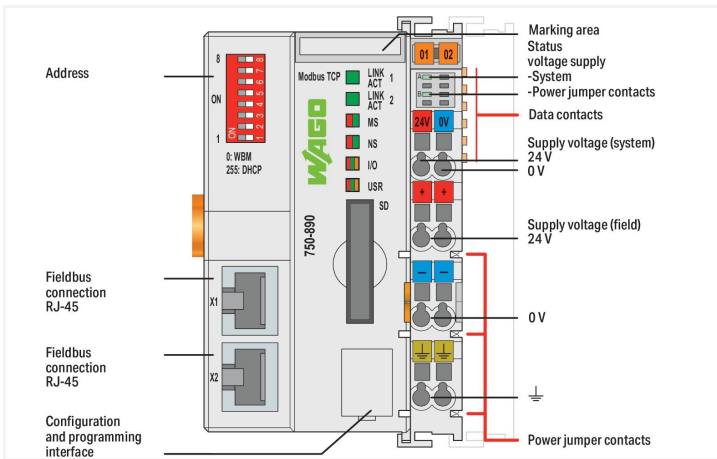 Address
8
ON
1
8
7
6
5
4
3
2
1
ON
0: WBM
255: DHCP
Fieldbus
connection
RJ-45
X1
Fieldbus
connection
RJ-45
X2
Configuration
and programming
interface
WAGO
750-890
Modbus TCP
LINK
ACT
1
LINK
ACT
2
MS
NS
I/O
USR
SD
01
02
A
B
24V
0V
+
+
—
—
Marking area
Status
voltage supply
-System
-Power jumper contacts
Data contacts
Supply voltage (system)
24 V
0 V
Supply voltage (field)
24 V
0 V
Power jumper contacts